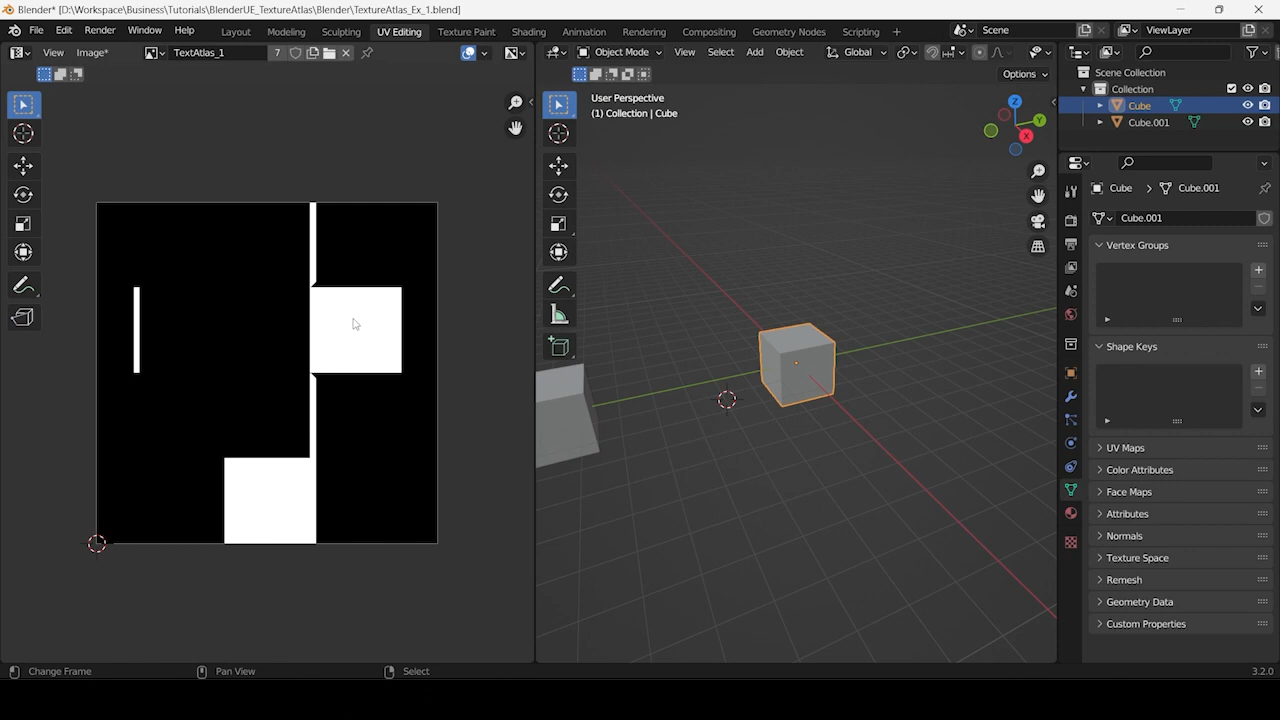 Blender* [D:\Workspace\Business\Tutorials\BlenderUE_TextureAtlas\Blender\TextureAtlas_Ex_1.blend]
File Edit Render Window Help Layout Modeling Sculpting UV Editing Texture Paint Shading Animation Rendering Compositing Geometry Nodes Scripting + Scene ViewLayer
View Image* TextAtlas_1 7 Object Mode View Select Add Object Global
Options
User Perspective
(1) Collection | Cube
Z
Y
X
Scene Collection
Collection
Cube
Cube.001
Cube Cube.001
Cube.001
Vertex Groups
Shape Keys
UV Maps
Color Attributes
Face Maps
Attributes
Normals
Texture Space
Remesh
Geometry Data
Custom Properties
Change Frame Pan View Select 3.2.0